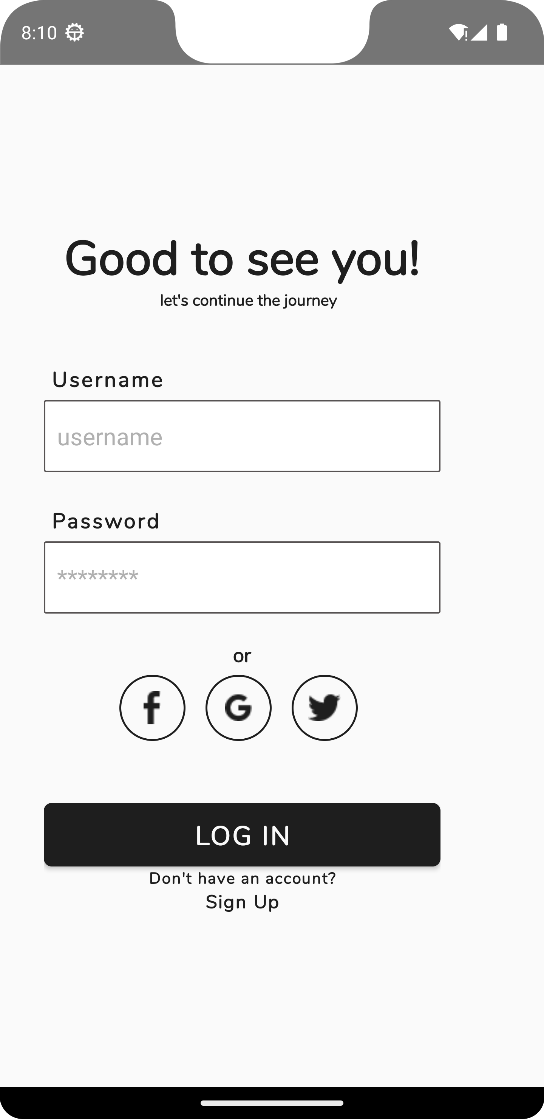 8:10
Good to see you!
let's continue the journey
Username
username
Password
********
or
LOG IN
Don't have an account?
Sign Up